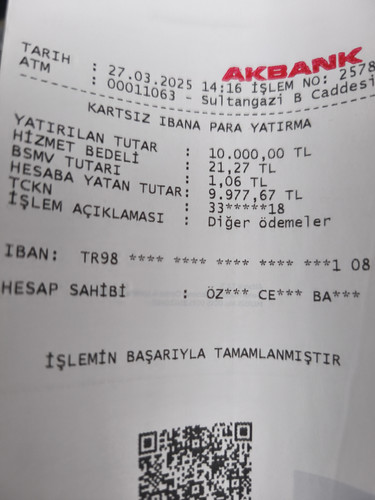 AKBANK
TARIH : 27.03.2025 14:16 İŞLEM NO: 2578
ATM : 00011063 - Sultangazi B Caddesi
KARTSIZ IBANA PARA YATIRMA
YATIRILAN TUTAR : 10.000,00 TL
HİZMET BEDELİ : 21,27 TL
BSMV TUTARI : 1,06 TL
HESABA YATAN TUTAR: 9.977,67 TL
TCKN : 33*****18
İŞLEM AÇIKLAMASI : Diğer ödemeler
IBAN: TR98 **** **** **** **** ***1 08
HESAP SAHİBİ : ÖZ*** CE*** BA***
İŞLEMİN BAŞARIYLA TAMAMLANMIŞTIR